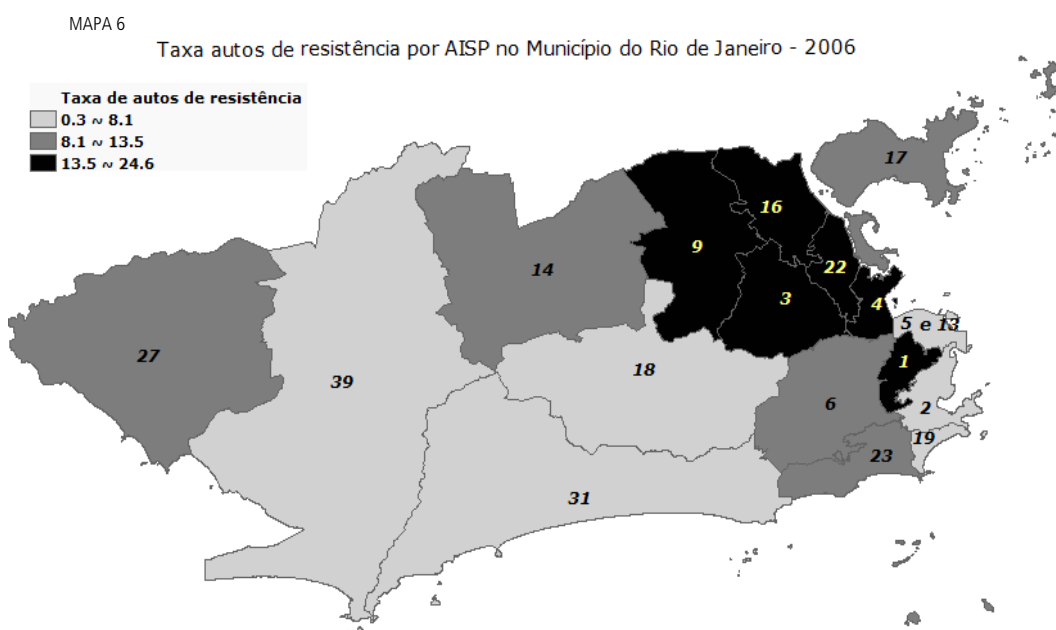 MAPA 6
Taxa autos de resistência por AISP no Município do Rio de Janeiro - 2006
Taxa de autos de resistência
0.3 ~ 8.1
8.1 ~ 13.5
13.5 ~ 24.6
17
16
9
14
22
3
4
5 e 13
27
1
18
39
6
2
19
23
31